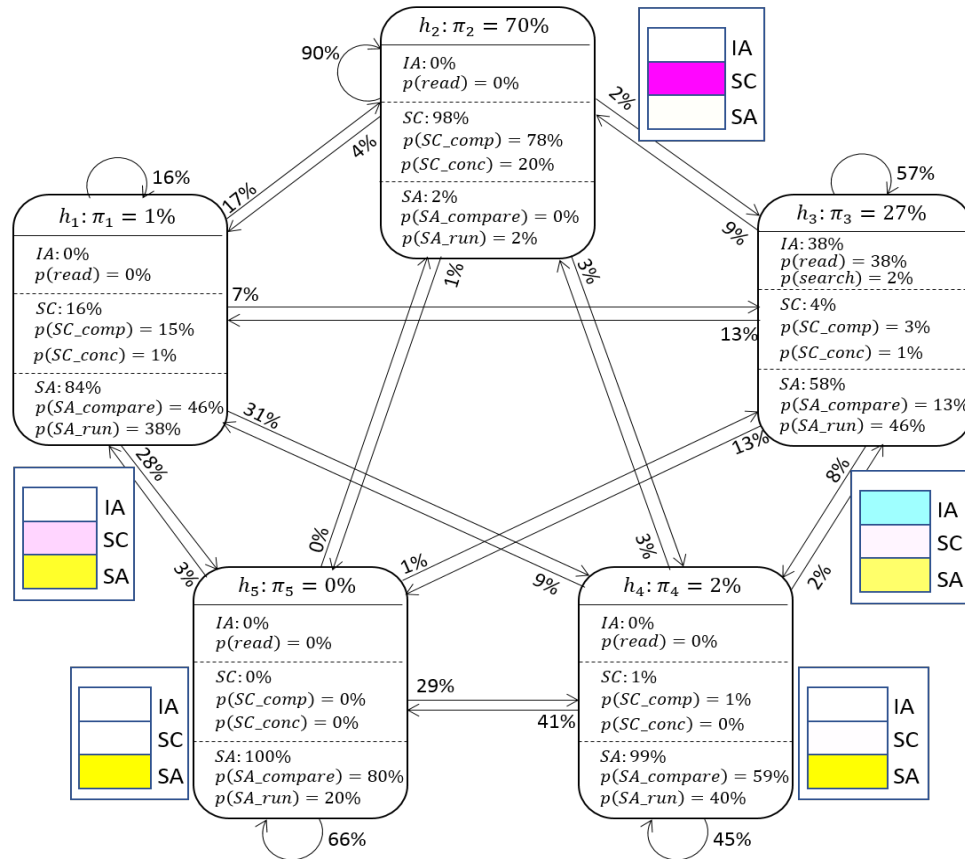 h₂: π₂ = 70%
IA: 0%
p(read) = 0%
SC: 98%
p(SC_comp) = 78%
p(SC_conc) = 20%
SA: 2%
p(SA_compare) = 0%
p(SA_run) = 2%
90%
IA
SC
SA
2%
9%
17%
4%
1%
0%
3%
3%
16%
h₁: π₁ = 1%
IA: 0%
p(read) = 0%
SC: 16%
p(SC_comp) = 15%
p(SC_conc) = 1%
SA: 84%
p(SA_compare) = 46%
p(SA_run) = 38%
7%
13%
57%
h₃: π₃ = 27%
IA: 38%
p(read) = 38%
p(search) = 2%
SC: 4%
p(SC_comp) = 3%
p(SC_conc) = 1%
SA: 58%
p(SA_compare) = 13%
p(SA_run) = 46%
31%
9%
13%
1%
28%
3%
8%
2%
IA
SC
SA
IA
SC
SA
h₅: π₅ = 0%
IA: 0%
p(read) = 0%
SC: 0%
p(SC_comp) = 0%
p(SC_conc) = 0%
SA: 100%
p(SA_compare) = 80%
p(SA_run) = 20%
66%
IA
SC
SA
29%
41%
h₄: π₄ = 2%
IA: 0%
p(read) = 0%
SC: 1%
p(SC_comp) = 1%
p(SC_conc) = 0%
SA: 99%
p(SA_compare) = 59%
p(SA_run) = 40%
45%
IA
SC
SA